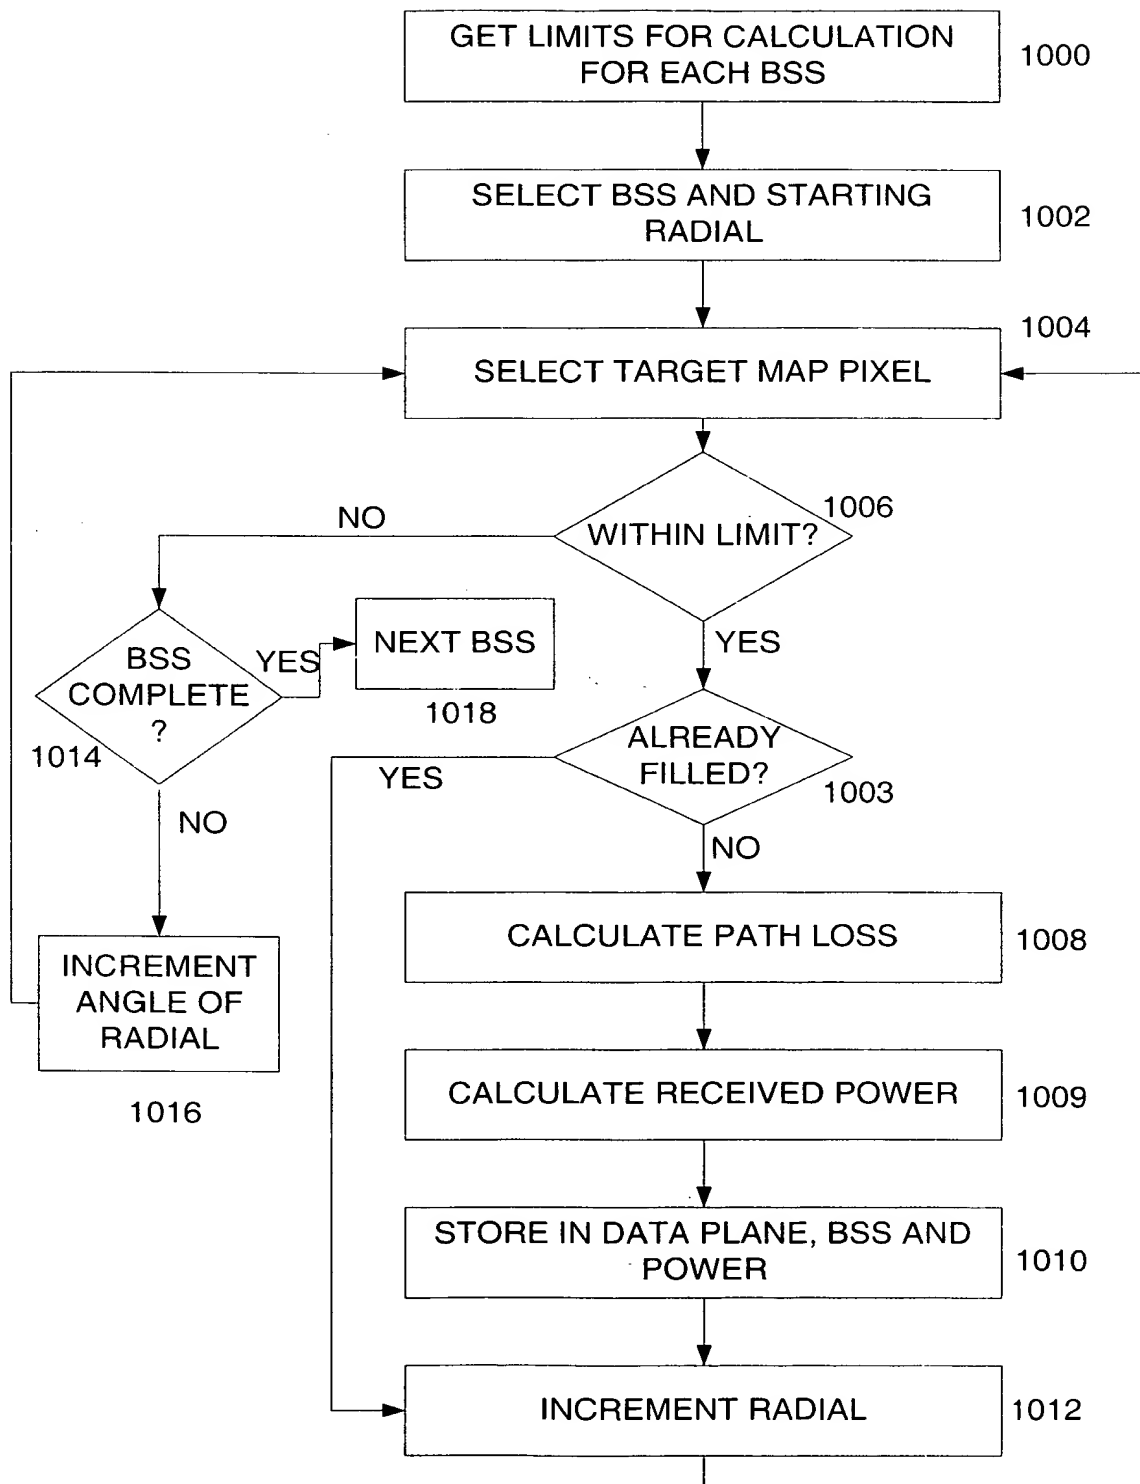 GET LIMITS FOR CALCULATION
FOR EACH BSS
1000
SELECT BSS AND STARTING
RADIAL
1002
1004
SELECT TARGET MAP PIXEL
1006
WITHIN LIMIT?
NO
YES
BSS
COMPLETE
?
1014
YES
NEXT BSS
1018
NO
ALREADY
FILLED?
1003
YES
NO
INCREMENT
ANGLE OF
RADIAL
1016
CALCULATE PATH LOSS
1008
CALCULATE RECEIVED POWER
1009
STORE IN DATA PLANE, BSS AND
POWER
1010
INCREMENT RADIAL
1012